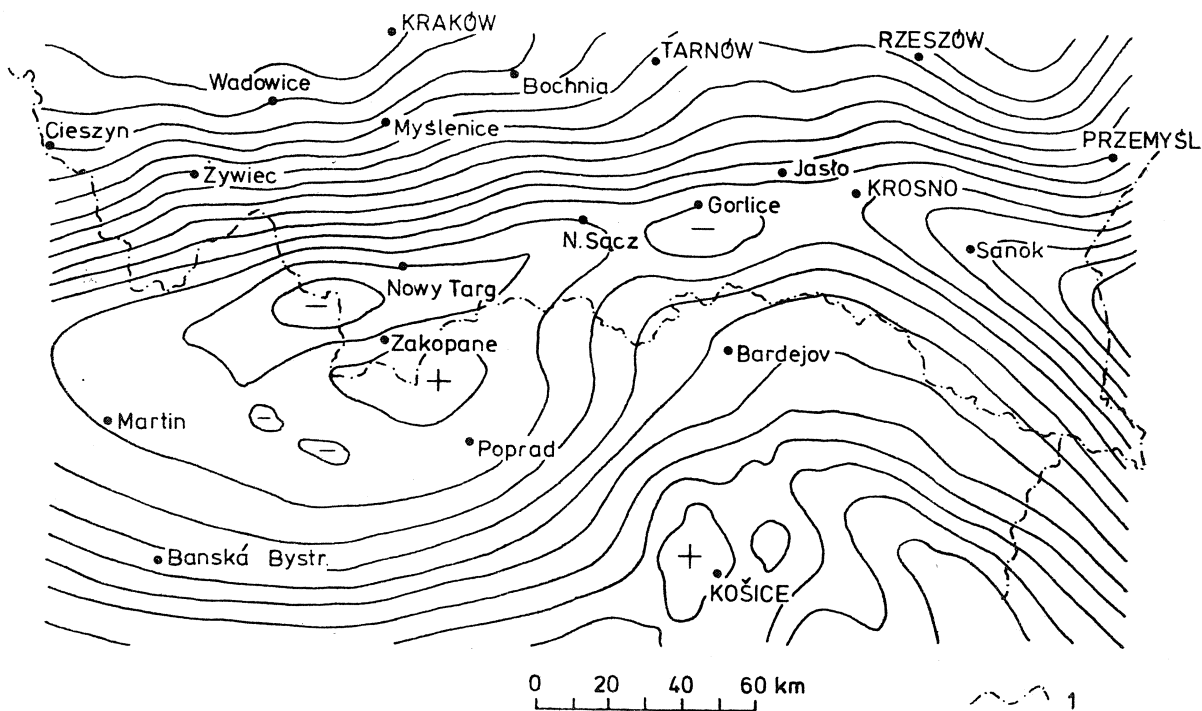 KRAKÓW
TARNÓW
RZESZÓW
Wadowice
Bochnia
Cieszyn
Myślenice
PRZEMYŚL
Żywiec
Jasło
KROSNO
Gorlice
N.Sącz
–
Sanok
Nowy Targ
–
Zakopane
Bardejov
+
Martin
–
Poprad
–
Banská Bystr.
+
KOŠICE
0 20 40 60 km
1